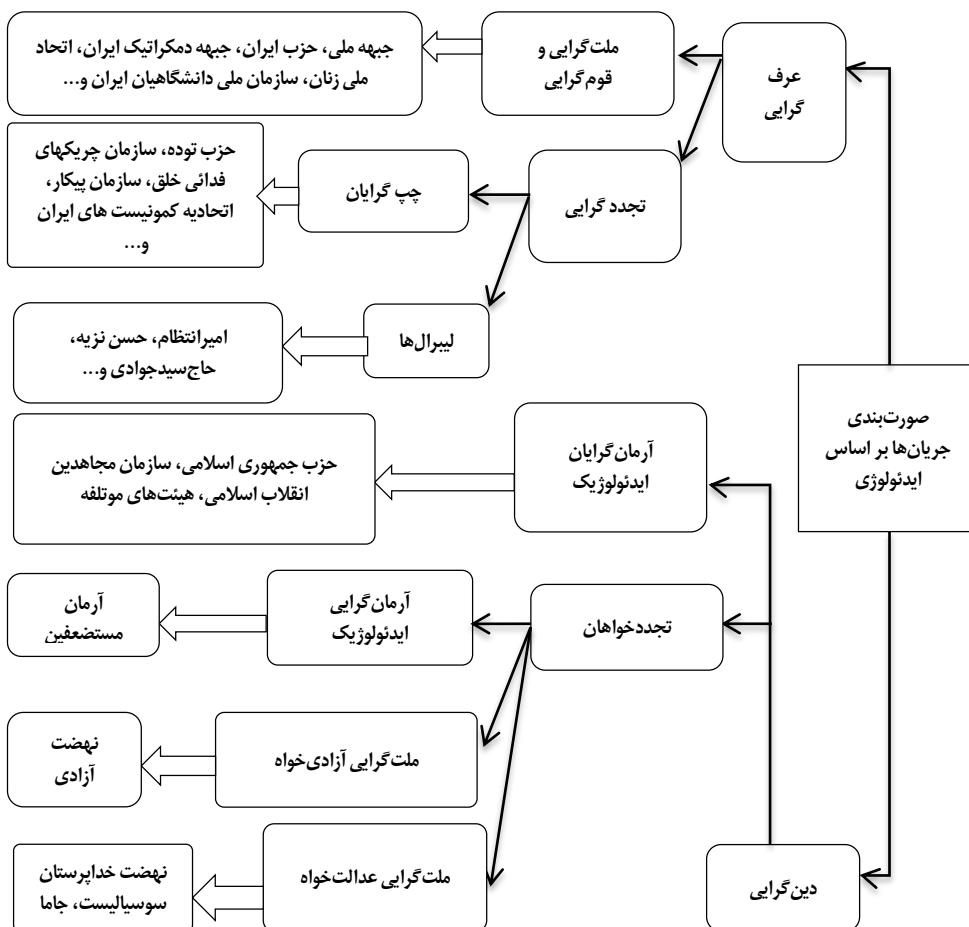 صورت‌بندی
جریان‌ها بر اساس
ایدئولوژی
عرف
گرایی
ملت‌گرایی و
قوم‌گرایی
جبهه ملی، حزب ایران، جبهه دمکراتیک ایران، اتحاد
ملی زنان، سازمان ملی دانشگاهیان ایران و...
تجدد گرایی
چپ گرایان
حزب توده، سازمان چریکهای
فدائی خلق، سازمان پیکار،
اتحادیه کمونیست های ایران
و...
لیبرال‌ها
امیرانتظام، حسن نزیه،
حاج‌سیدجوادی و...
دین‌گرایی
آرمان‌گرایان
ایدئولوژیک
حزب جمهوری اسلامی، سازمان مجاهدین
انقلاب اسلامی، هیئت‌های موتلفه
تجددخواهان
آرمان‌گرایی
ایدئولوژیک
آرمان
مستضعفین
ملت‌گرایی آزادی‌خواه
نهضت
آزادی
ملت‌گرایی عدالت‌خواه
نهضت خداپرستان
سوسیالیست، جاما